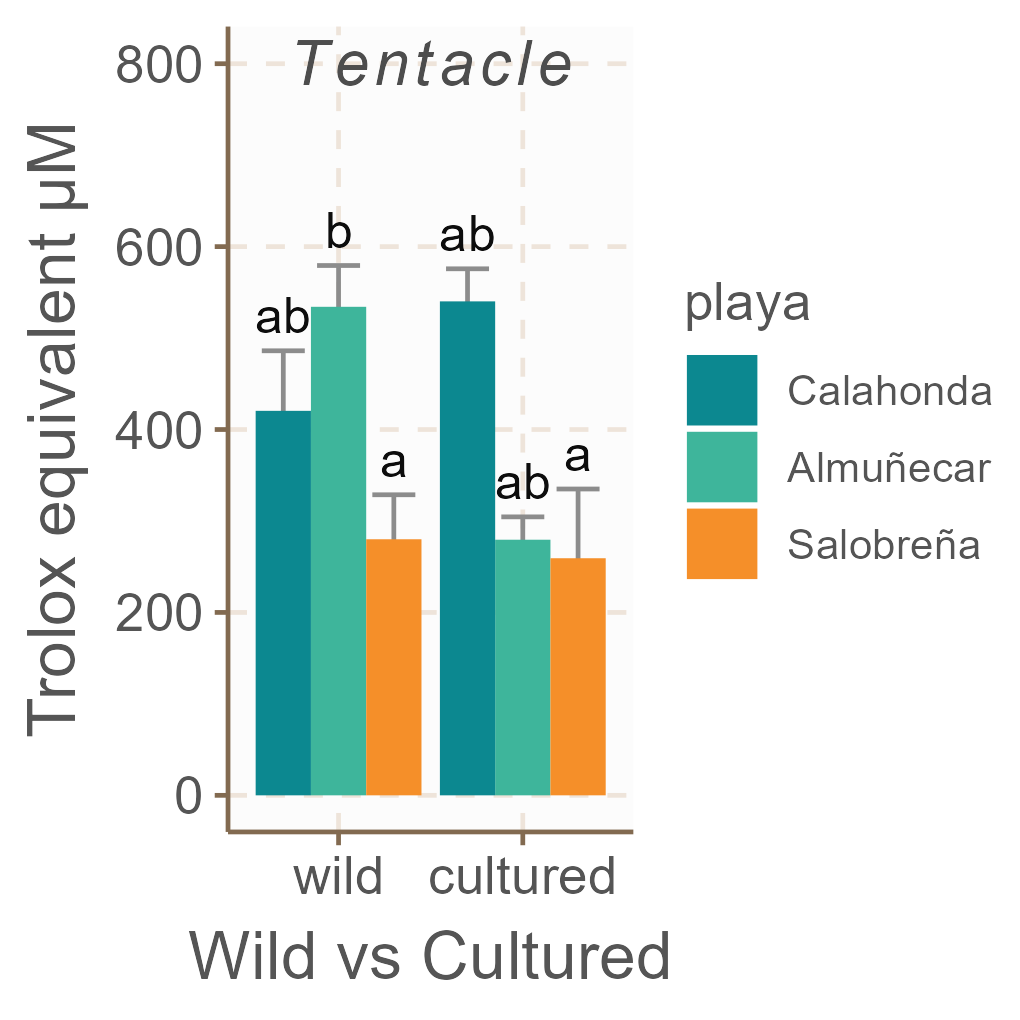 Tentacle
Trolox equivalent µM
800
600
400
200
0
ab
b
a
ab
ab
a
wild
cultured
Wild vs Cultured
playa
Calahonda
Almuñecar
Salobreña